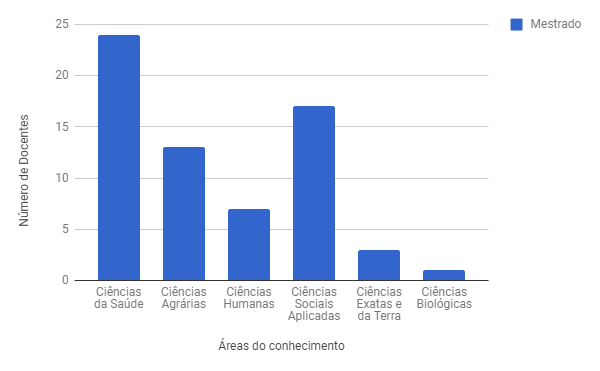 25
20
15
10
5
0
Número de Docentes
Mestrado
Ciências
da Saúde
Ciências
Agrárias
Ciências
Humanas
Ciências
Sociais
Aplicadas
Ciências
Exatas e
da Terra
Ciências
Biológicas
Áreas do conhecimento